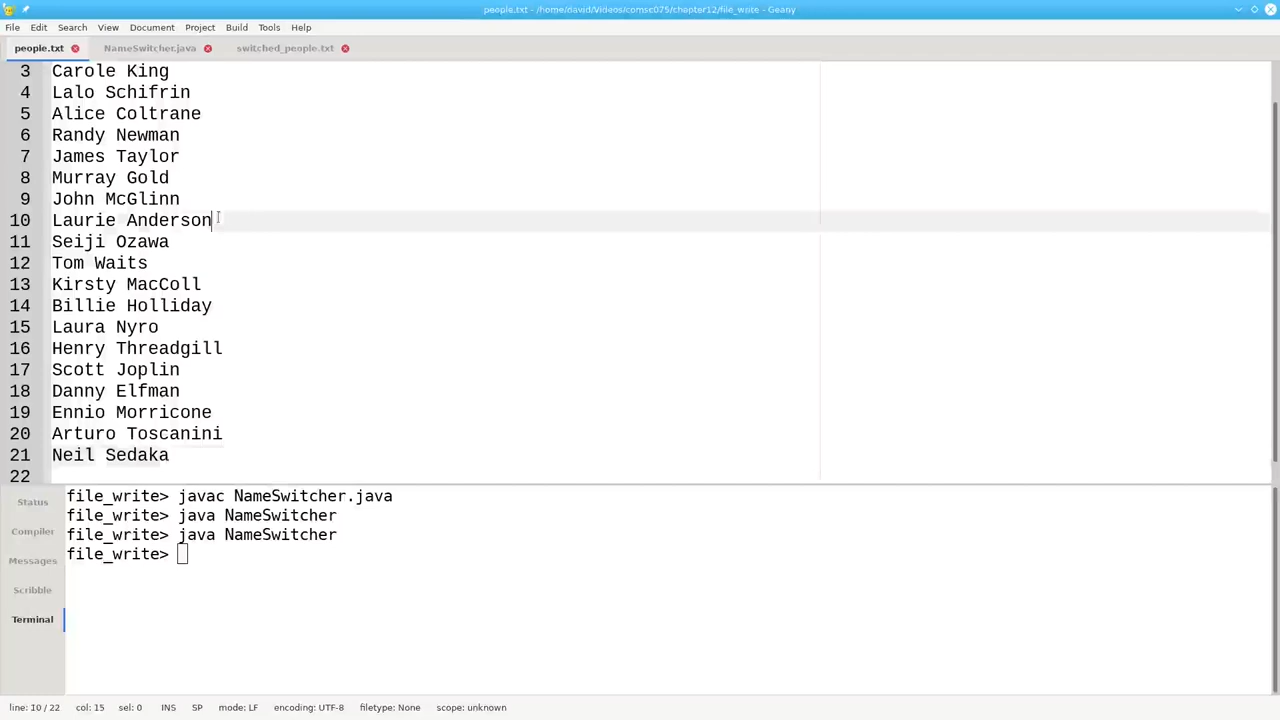 people.txt - /home/david/Videos/comsc075/chapter12/file_write - Geany
File Edit Search View Document Project Build Tools Help
people.txt NameSwitcher.java switched_people.txt
3 Carole King
4 Lalo Schifrin
5 Alice Coltrane
6 Randy Newman
7 James Taylor
8 Murray Gold
9 John McGlinn
10 Laurie Anderson
11 Seiji Ozawa
12 Tom Waits
13 Kirsty MacColl
14 Billie Holliday
15 Laura Nyro
16 Henry Threadgill
17 Scott Joplin
18 Danny Elfman
19 Ennio Morricone
20 Arturo Toscanini
21 Neil Sedaka
22
Status
Compiler
Messages
Scribble
Terminal
file_write> javac NameSwitcher.java
file_write> java NameSwitcher
file_write> java NameSwitcher
file_write>
line: 10 / 22 col: 15 sel: 0 INS SP mode: LF encoding: UTF-8 filetype: None scope: unknown